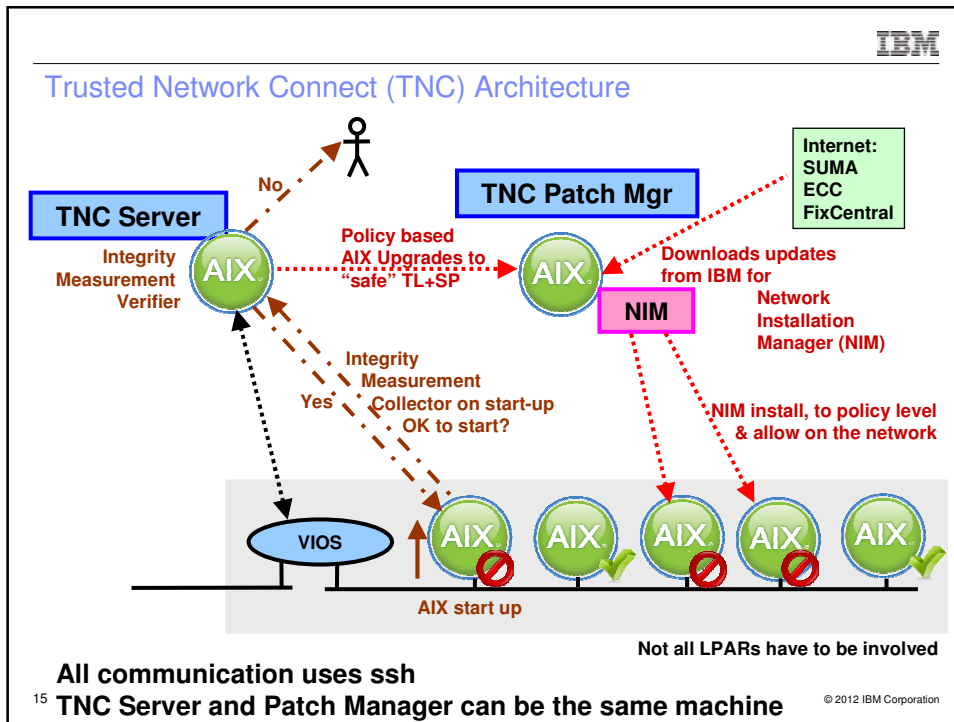 IBM
Trusted Network Connect (TNC) Architecture
No
TNC Server
Integrity
Measurement
Verifier
AIX
Policy based
AIX Upgrades to
“safe” TL+SP
TNC Patch Mgr
AIX
NIM
Internet:
SUMA
ECC
FixCentral
Downloads updates
from IBM for
Network
Installation
Manager (NIM)
Integrity
Measurement
Collector on start-up
OK to start?
Yes
NIM install, to policy level
& allow on the network
VIOS
AIX
AIX
AIX
AIX
AIX
AIX start up
Not all LPARs have to be involved
All communication uses ssh
15
TNC Server and Patch Manager can be the same machine
© 2012 IBM Corporation